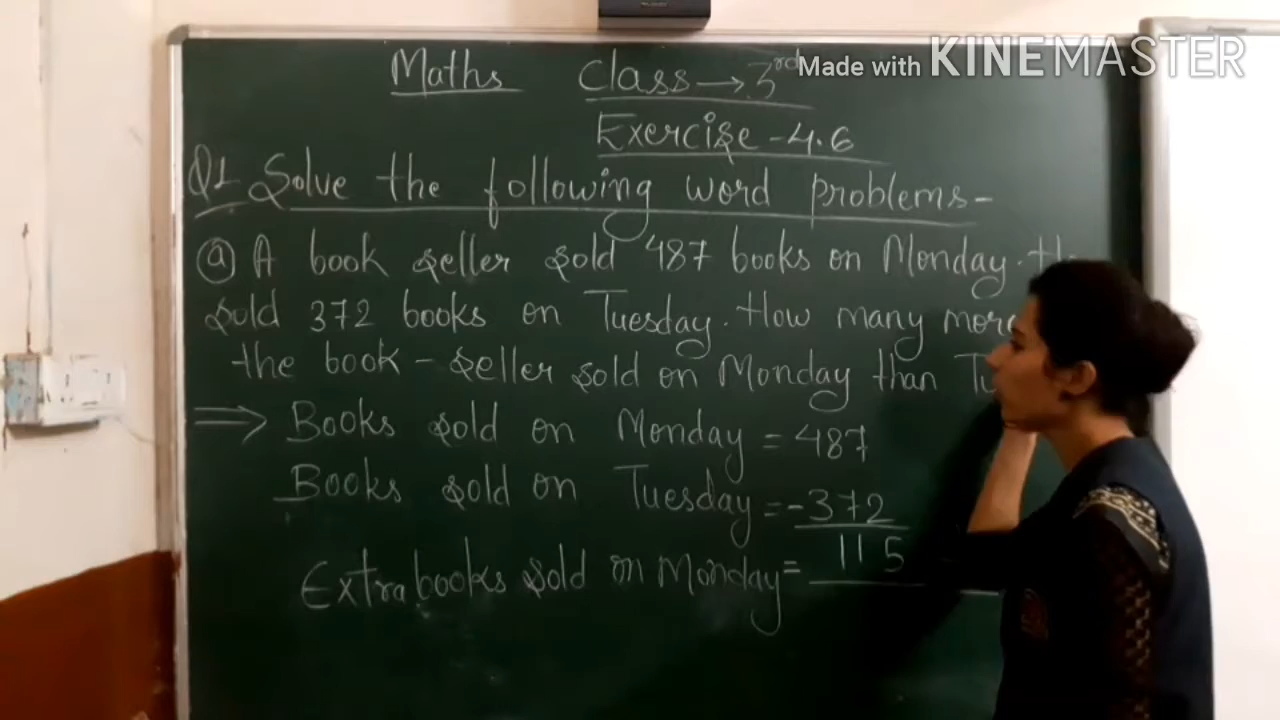 Made with KINEMASTER
Maths Class → 3rd
Exercise - 4.6
Q1 Solve the following word problems -
(a) A book seller sold 487 books on Monday.
sold 372 books on Tuesday. How many more
the book - seller sold on Monday than
⇒ Books sold on Monday = 487
Books sold on Tuesday = - 372
Extra books sold on Monday = 115